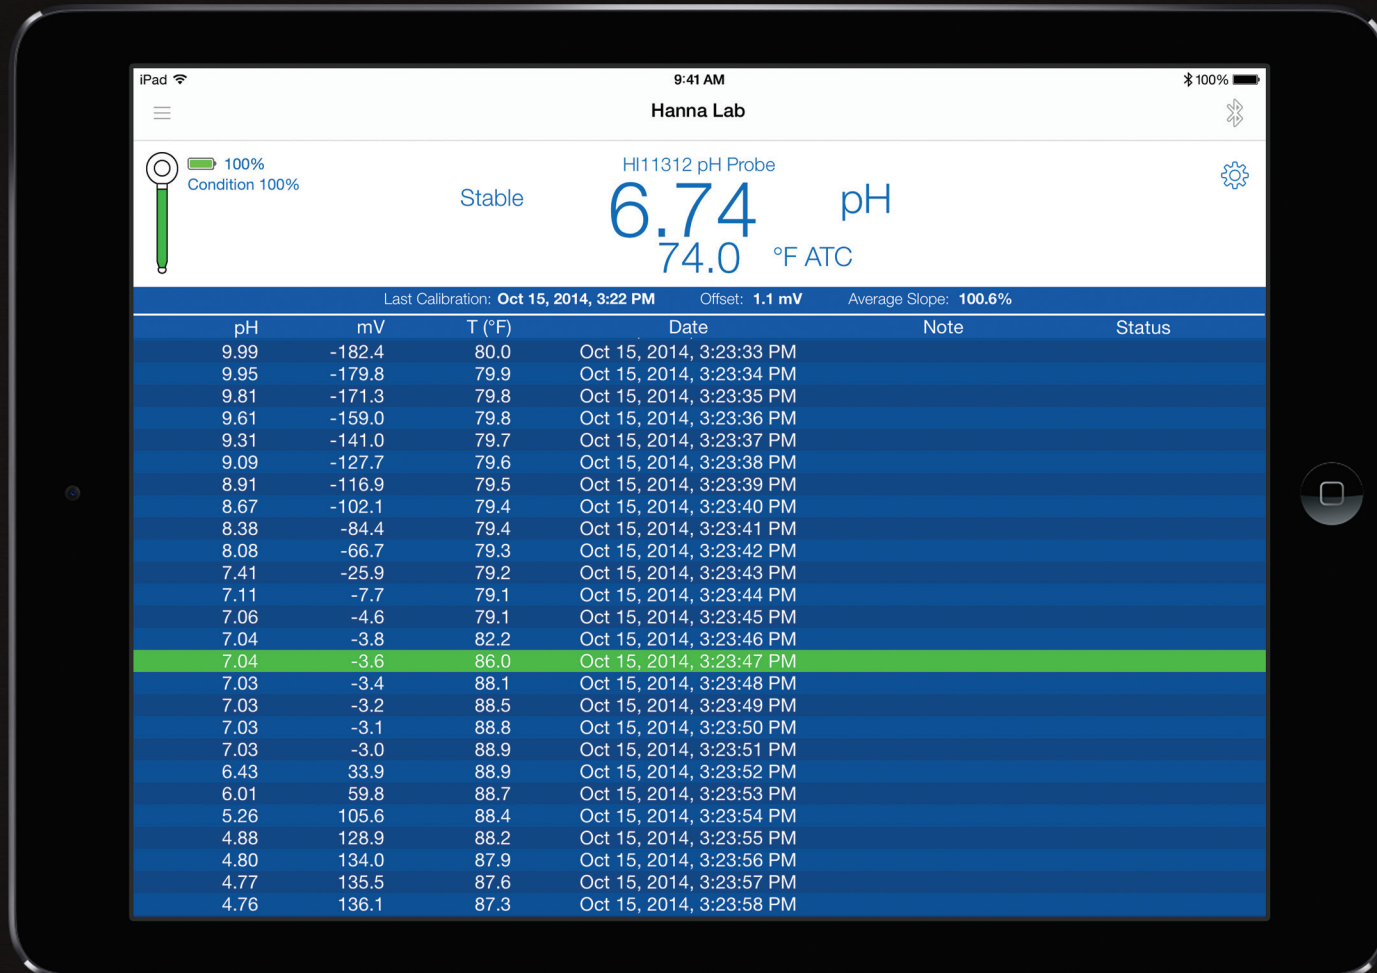 iPad 9:41 AM 100%
Hanna Lab
100%
Condition 100%
HI11312 pH Probe
Stable 6.74 pH
74.0 °F ATC
Last Calibration: Oct 15, 2014, 3:22 PM Offset: 1.1 mV Average Slope: 100.6%
pH mV T (°F) Date Note Status
9.99 -182.4 80.0 Oct 15, 2014, 3:23:33 PM
9.95 -179.8 79.9 Oct 15, 2014, 3:23:34 PM
9.81 -171.3 79.8 Oct 15, 2014, 3:23:35 PM
9.61 -159.0 79.8 Oct 15, 2014, 3:23:36 PM
9.31 -141.0 79.7 Oct 15, 2014, 3:23:37 PM
9.09 -127.7 79.6 Oct 15, 2014, 3:23:38 PM
8.91 -116.9 79.5 Oct 15, 2014, 3:23:39 PM
8.67 -102.1 79.4 Oct 15, 2014, 3:23:40 PM
8.38 -84.4 79.4 Oct 15, 2014, 3:23:41 PM
8.08 -66.7 79.3 Oct 15, 2014, 3:23:42 PM
7.41 -25.9 79.2 Oct 15, 2014, 3:23:43 PM
7.11 -7.7 79.1 Oct 15, 2014, 3:23:44 PM
7.06 -4.6 79.1 Oct 15, 2014, 3:23:45 PM
7.04 -3.8 82.2 Oct 15, 2014, 3:23:46 PM
7.04 -3.6 86.0 Oct 15, 2014, 3:23:47 PM
7.03 -3.4 88.1 Oct 15, 2014, 3:23:48 PM
7.03 -3.2 88.5 Oct 15, 2014, 3:23:49 PM
7.03 -3.1 88.8 Oct 15, 2014, 3:23:50 PM
7.03 -3.0 88.9 Oct 15, 2014, 3:23:51 PM
6.43 33.9 88.9 Oct 15, 2014, 3:23:52 PM
6.01 59.8 88.7 Oct 15, 2014, 3:23:53 PM
5.26 105.6 88.4 Oct 15, 2014, 3:23:54 PM
4.88 128.9 88.2 Oct 15, 2014, 3:23:55 PM
4.80 134.0 87.9 Oct 15, 2014, 3:23:56 PM
4.77 135.5 87.6 Oct 15, 2014, 3:23:57 PM
4.76 136.1 87.3 Oct 15, 2014, 3:23:58 PM